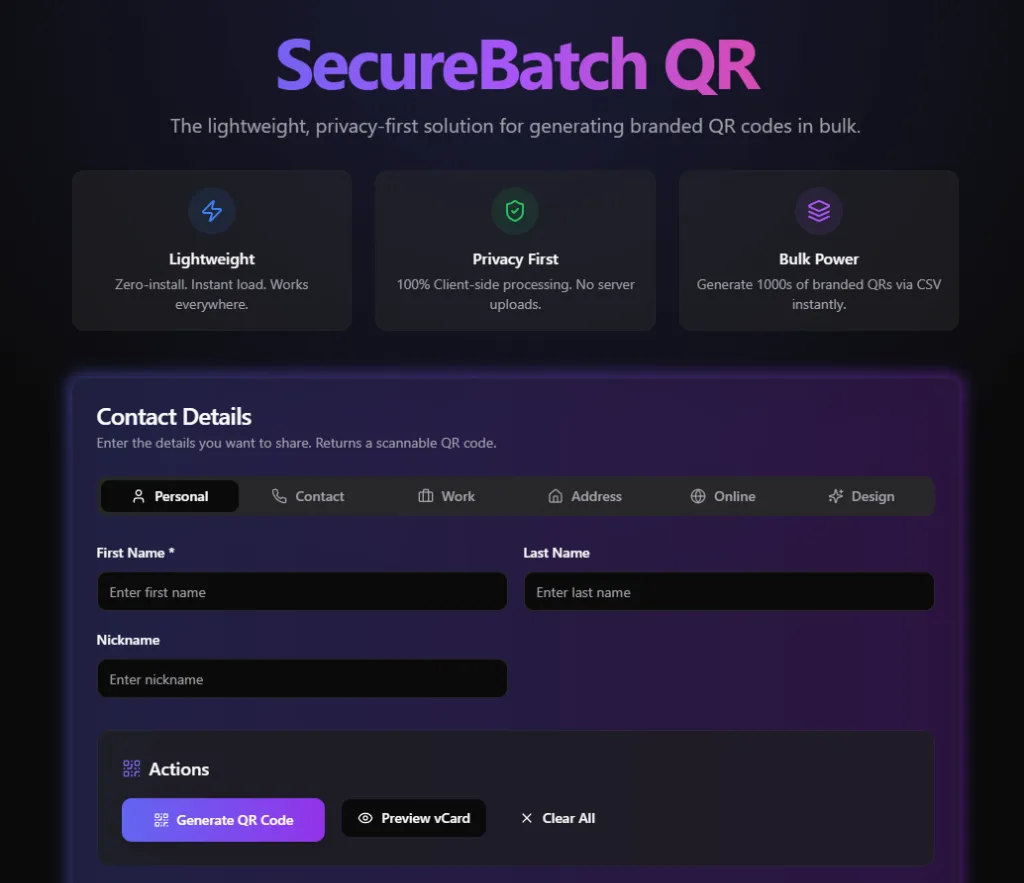 SecureBatch QR
The lightweight, privacy-first solution for generating branded QR codes in bulk.
Lightweight
Zero-install. Instant load. Works
everywhere.
Privacy First
100% Client-side processing. No server
uploads.
Bulk Power
Generate 1000s of branded QRs via CSV
instantly.
Contact Details
Enter the details you want to share. Returns a scannable QR code.
Personal
Contact
Work
Address
Online
Design
First Name *
Last Name
Enter first name
Enter last name
Nickname
Enter nickname
Actions
Generate QR Code
Preview vCard
Clear All